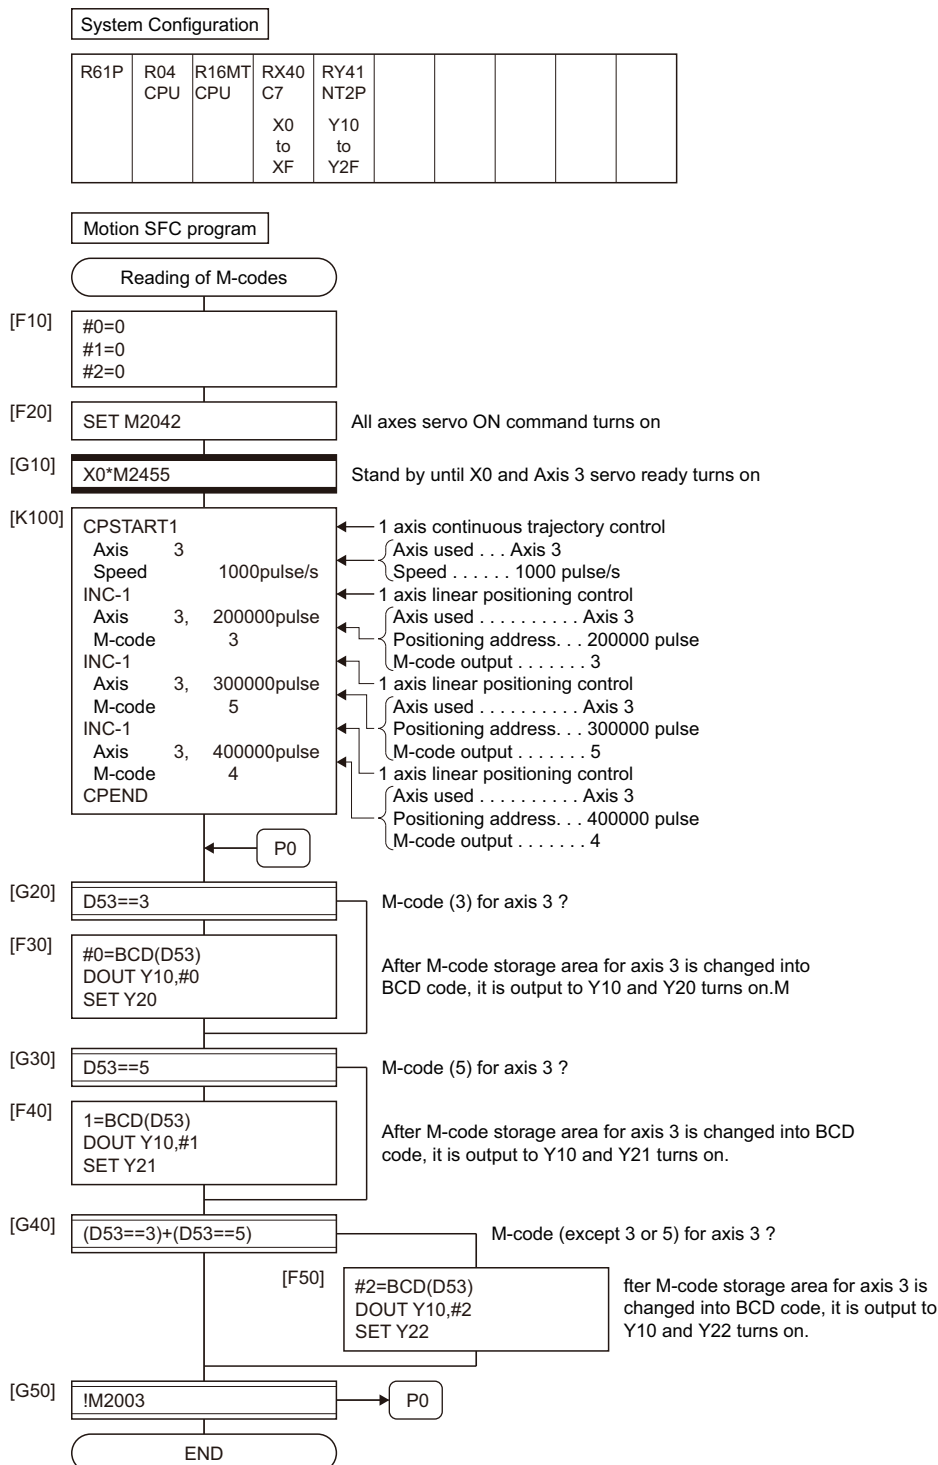 System Configuration
R61P R04 CPU R16MT CPU RX40 C7 X0 to XF RY41 NT2P Y10 to Y2F
Motion SFC program
Reading of M-codes
[F10]
#0=0
#1=0
#2=0
[F20]
SET M2042
All axes servo ON command turns on
[G10]
X0*M2455
Stand by until X0 and Axis 3 servo ready turns on
[K100]
CPSTART1
Axis 3
Speed 1000pulse/s
INC-1
Axis 3, 200000pulse
M-code 3
INC-1
Axis 3, 300000pulse
M-code 5
INC-1
Axis 3, 400000pulse
M-code 4
CPEND
1 axis continuous trajectory control
Axis used . . . Axis 3
Speed . . . . . . 1000 pulse/s
1 axis linear positioning control
Axis used . . . . . . . . . . Axis 3
Positioning address. . . 200000 pulse
M-code output . . . . . . . 3
1 axis linear positioning control
Axis used . . . . . . . . . . Axis 3
Positioning address. . . 300000 pulse
M-code output . . . . . . . 5
1 axis linear positioning control
Axis used . . . . . . . . . . Axis 3
Positioning address. . . 400000 pulse
M-code output . . . . . . . 4
P0
[G20]
D53==3
M-code (3) for axis 3 ?
[F30]
#0=BCD(D53)
DOUT Y10,#0
SET Y20
After M-code storage area for axis 3 is changed into
BCD code, it is output to Y10 and Y20 turns on.M
[G30]
D53==5
M-code (5) for axis 3 ?
[F40]
1=BCD(D53)
DOUT Y10,#1
SET Y21
After M-code storage area for axis 3 is changed into BCD
code, it is output to Y10 and Y21 turns on.
[G40]
(D53==3)+(D53==5)
M-code (except 3 or 5) for axis 3 ?
[F50]
#2=BCD(D53)
DOUT Y10,#2
SET Y22
fter M-code storage area for axis 3 is
changed into BCD code, it is output to
Y10 and Y22 turns on.
[G50]
!M2003
P0
END